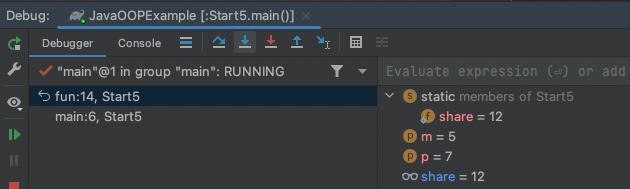 Debug: JavaOOPExample [:Start5.main()]
Debugger Console
"main"@1 in group "main": RUNNING
fun:14, Start5
main:6, Start5
Evaluate expression (⏎) or add
s static members of Start5
f share = 12
p m = 5
p p = 7
share = 12